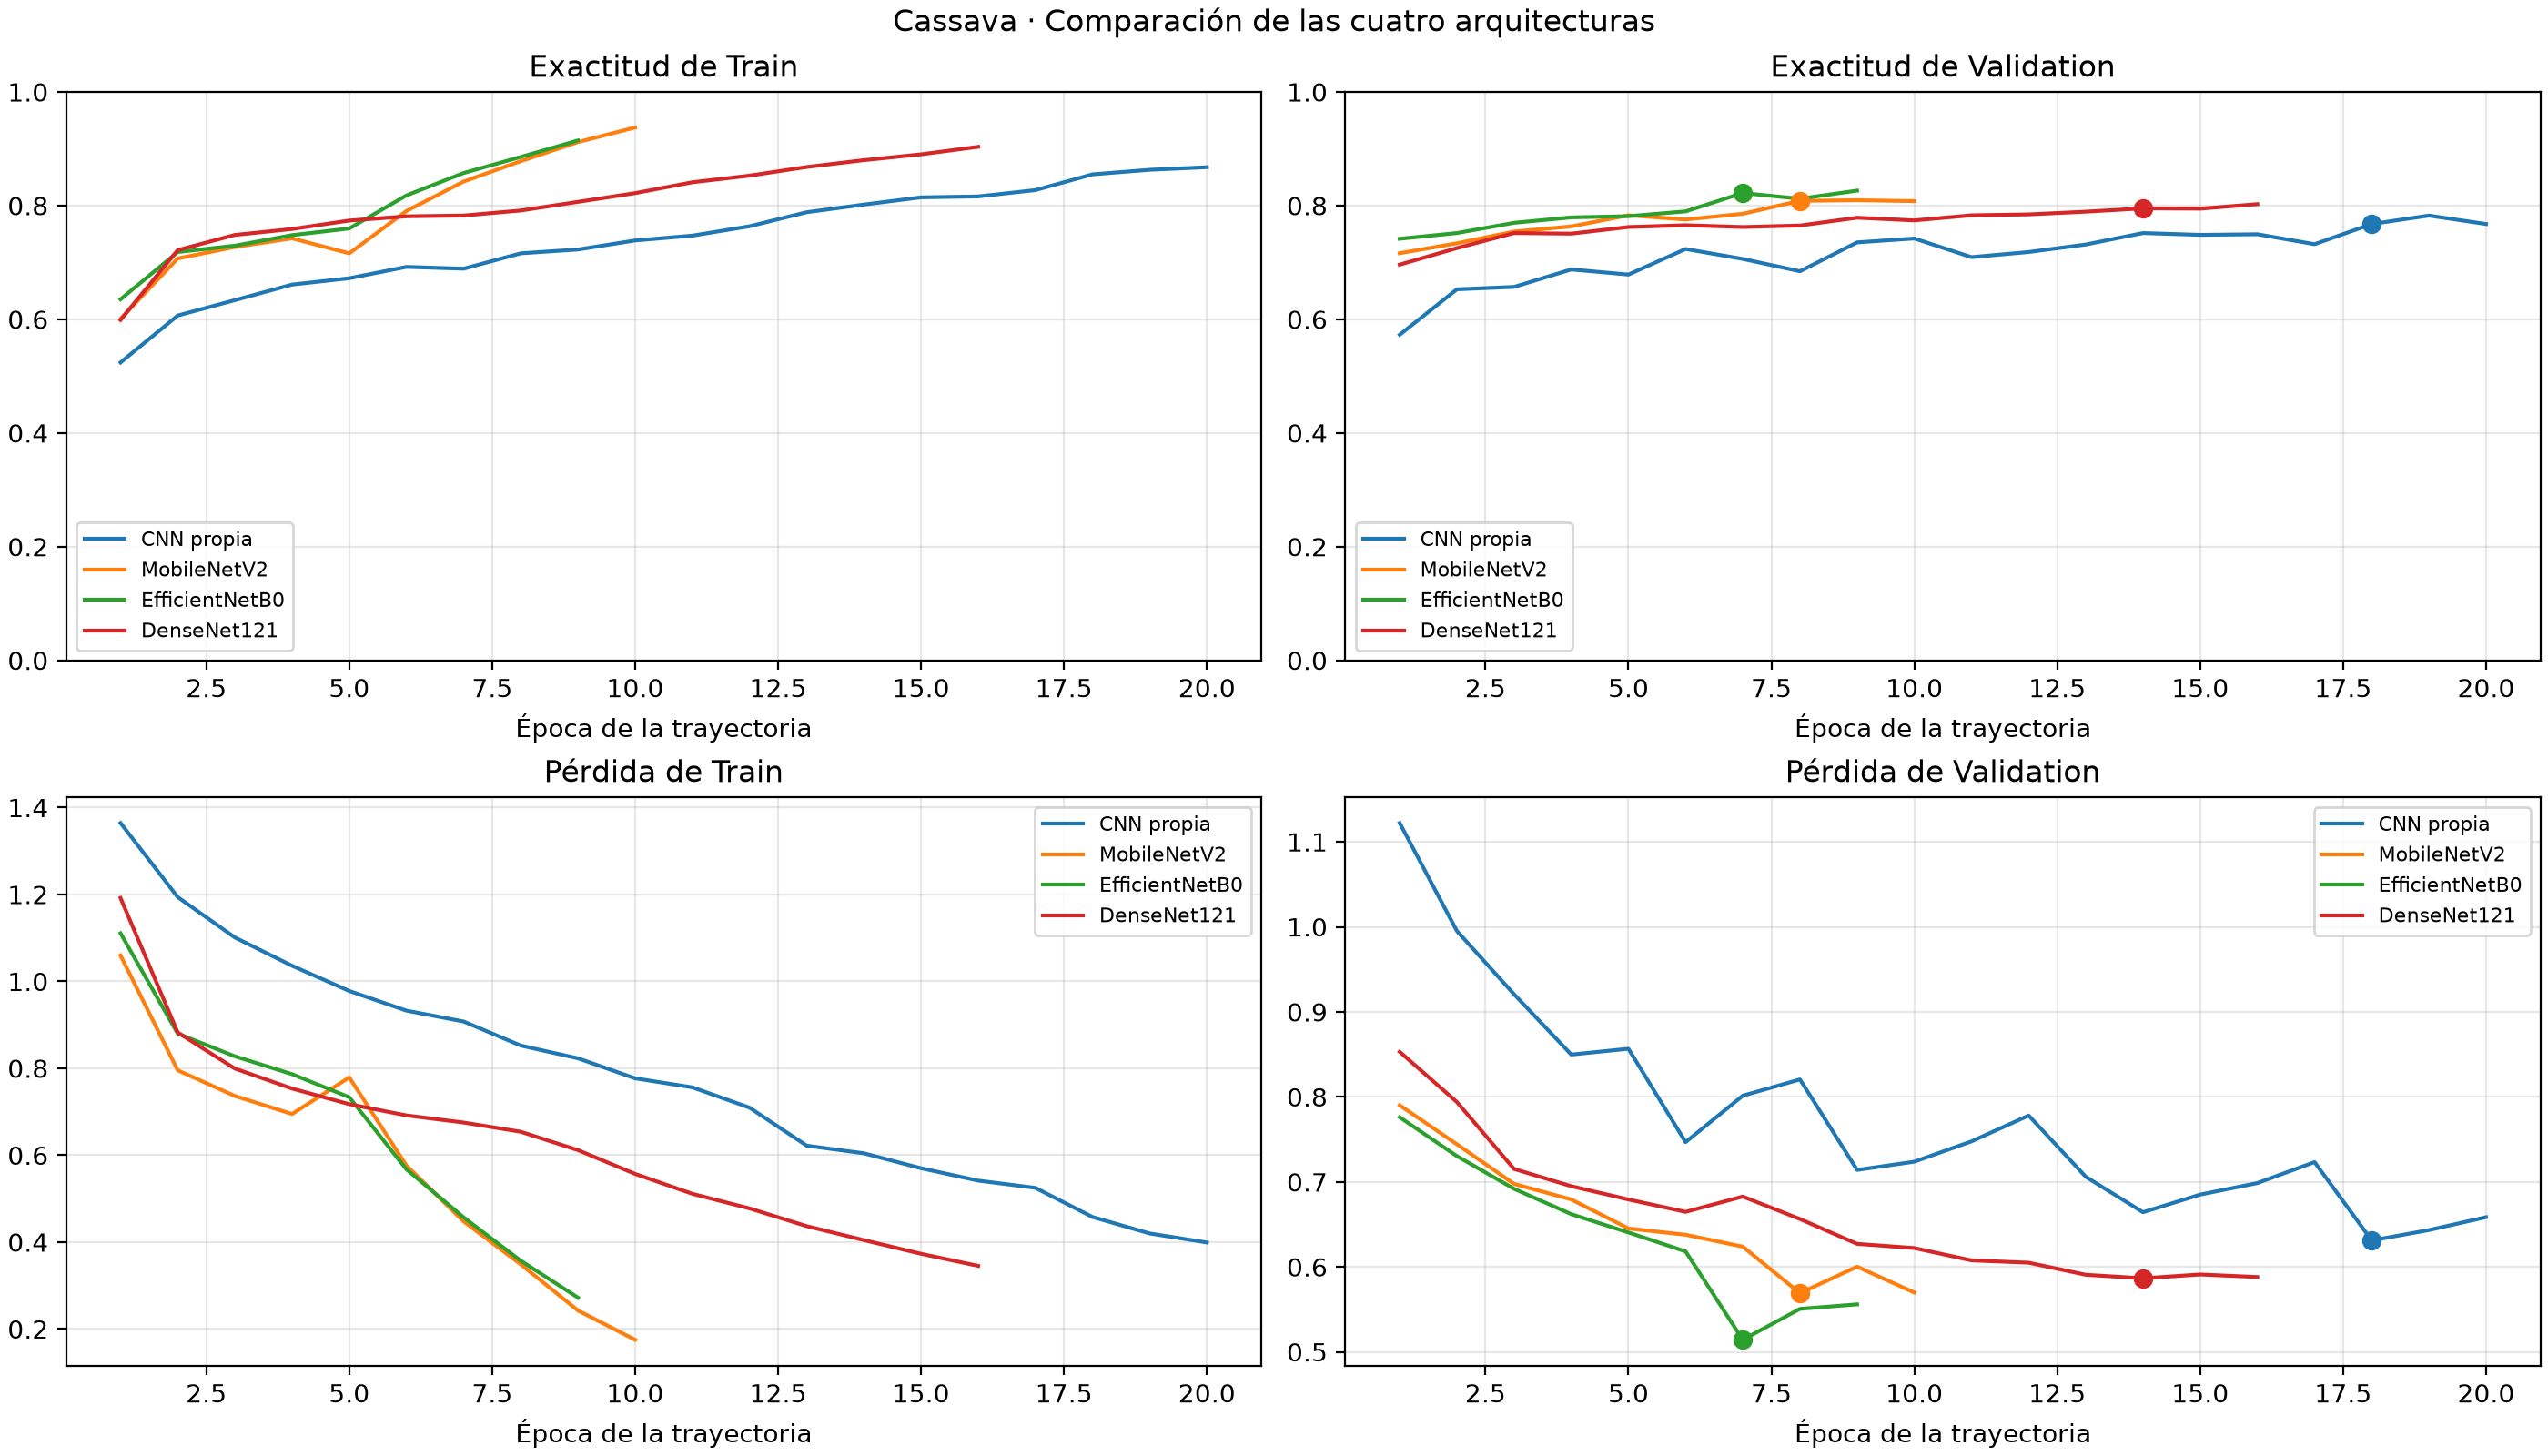 Cassava · Comparación de las cuatro arquitecturas
Exactitud de Train
1.0
0.8
0.6
0.4
0.2
0.0
CNN propia
MobileNetV2
EfficientNetB0
DenseNet121
2.5 5.0 7.5 10.0 12.5 15.0 17.5 20.0
Época de la trayectoria
Exactitud de Validation
1.0
0.8
0.6
0.4
0.2
0.0
CNN propia
MobileNetV2
EfficientNetB0
DenseNet121
2.5 5.0 7.5 10.0 12.5 15.0 17.5 20.0
Época de la trayectoria
Pérdida de Train
1.4
1.2
1.0
0.8
0.6
0.4
0.2
CNN propia
MobileNetV2
EfficientNetB0
DenseNet121
2.5 5.0 7.5 10.0 12.5 15.0 17.5 20.0
Época de la trayectoria
Pérdida de Validation
1.1
1.0
0.9
0.8
0.7
0.6
0.5
CNN propia
MobileNetV2
EfficientNetB0
DenseNet121
2.5 5.0 7.5 10.0 12.5 15.0 17.5 20.0
Época de la trayectoria